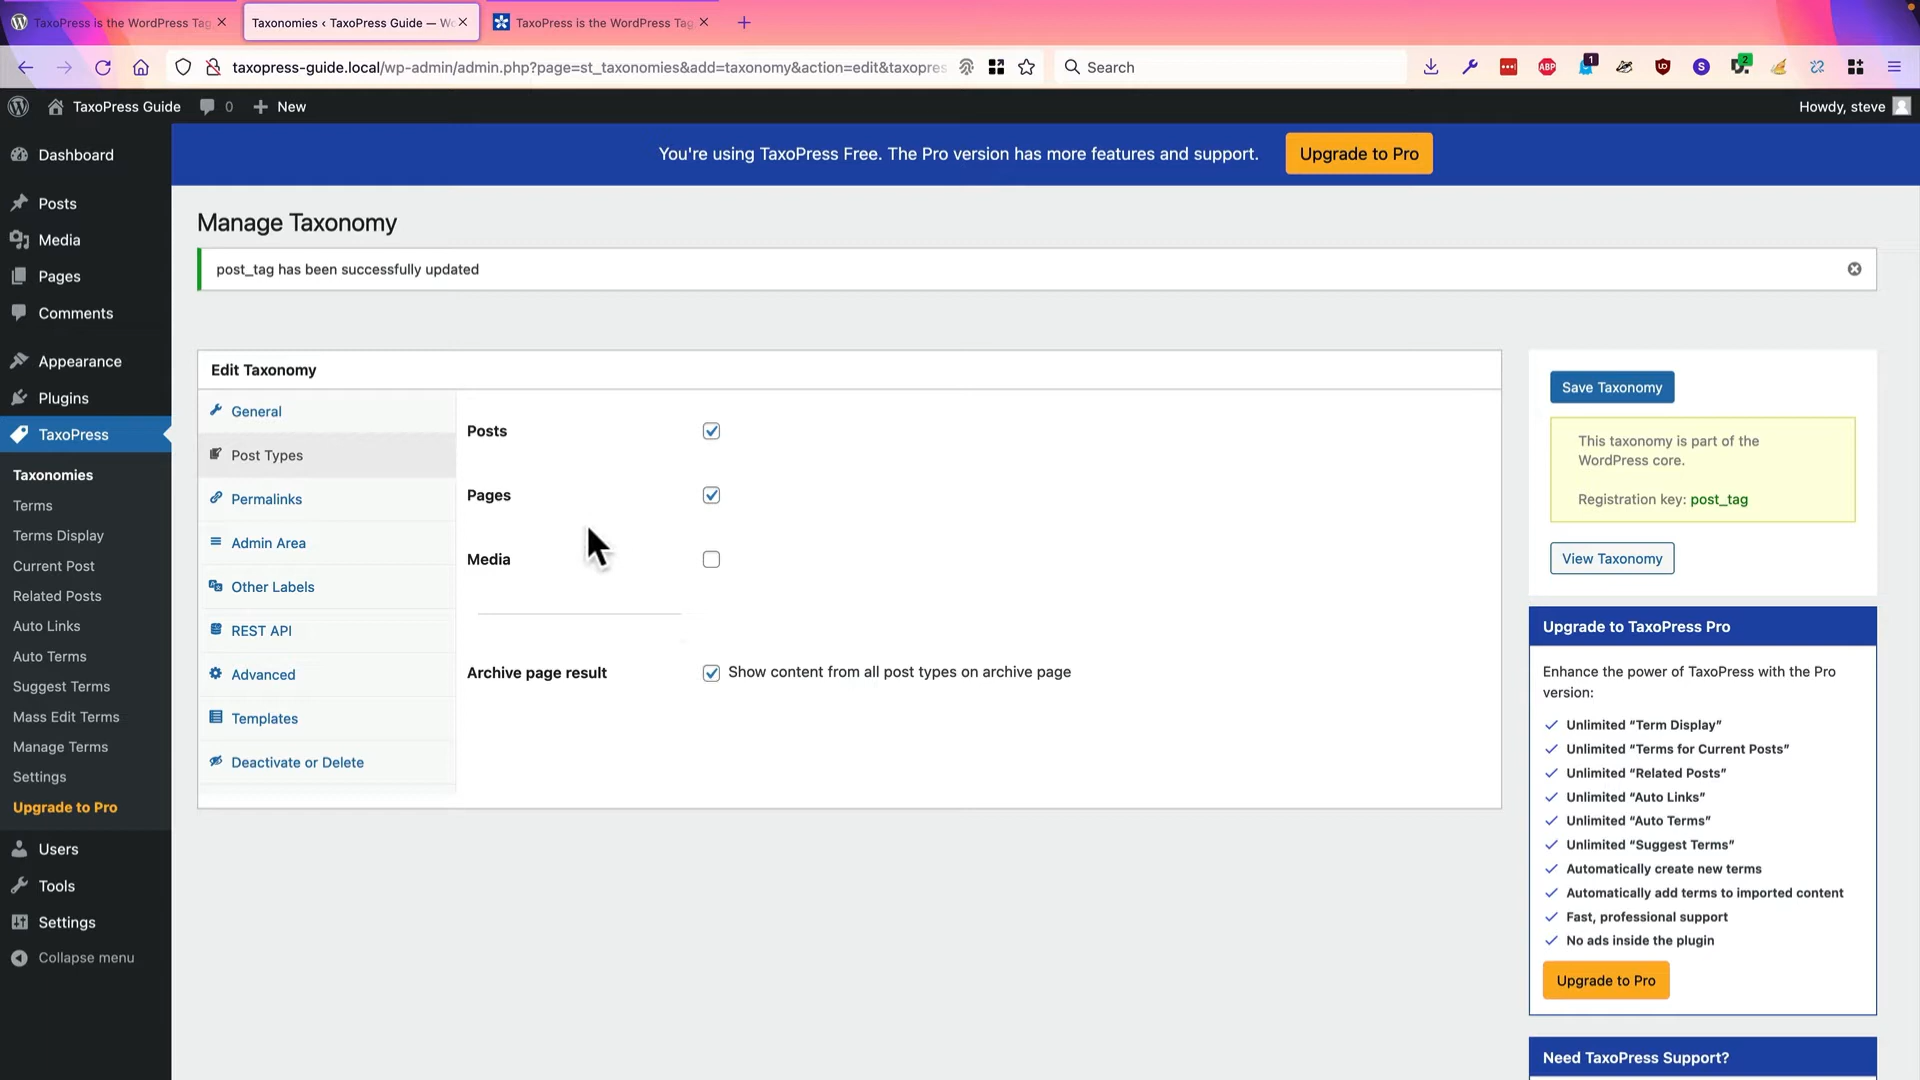 TaxoPress is the WordPress Tag
Taxonomies ‹ TaxoPress Guide — Wo
TaxoPress is the WordPress Tag
taxopress-guide.local/wp-admin/admin.php?page=st_taxonomies&add=taxonomy&action=edit&taxopres
Search
ABP
1
S
2
TaxoPress Guide
0
New
Howdy, steve
You're using TaxoPress Free. The Pro version has more features and support.
Upgrade to Pro
Dashboard
Posts
Media
Pages
Comments
Appearance
Plugins
TaxoPress
Taxonomies
Terms
Terms Display
Current Post
Related Posts
Auto Links
Auto Terms
Suggest Terms
Mass Edit Terms
Manage Terms
Settings
Upgrade to Pro
Users
Tools
Settings
Collapse menu
Manage Taxonomy
post_tag has been successfully updated
Edit Taxonomy
General
Post Types
Permalinks
Admin Area
Other Labels
REST API
Advanced
Templates
Deactivate or Delete
Posts
Pages
Media
Archive page result
Show content from all post types on archive page
Save Taxonomy
This taxonomy is part of the
WordPress core.
Registration key: post_tag
View Taxonomy
Upgrade to TaxoPress Pro
Enhance the power of TaxoPress with the Pro
version:
Unlimited “Term Display”
Unlimited “Terms for Current Posts”
Unlimited “Related Posts”
Unlimited “Auto Links”
Unlimited “Auto Terms”
Unlimited “Suggest Terms”
Automatically create new terms
Automatically add terms to imported content
Fast, professional support
No ads inside the plugin
Upgrade to Pro
Need TaxoPress Support?